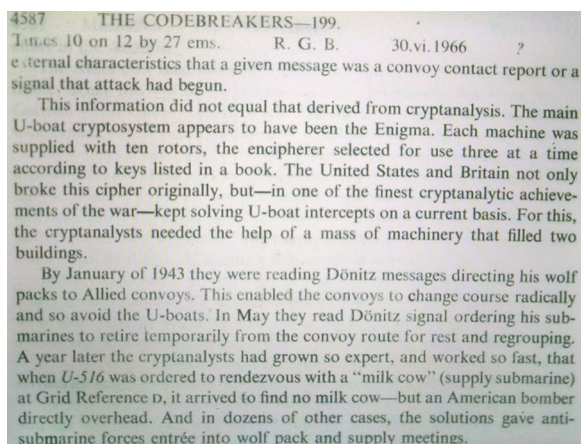 4587 THE CODEBREAKERS—199.
Times 10 on 12 by 27 ems. R. G. B. 30.vi.1966 ?
e ternal characteristics that a given message was a convoy contact report or a
signal that attack had begun.
This information did not equal that derived from cryptanalysis. The main
U-boat cryptosystem appears to have been the Enigma. Each machine was
supplied with ten rotors, the encipherer selected for use three at a time
according to keys listed in a book. The United States and Britain not only
broke this cipher originally, but—in one of the finest cryptanalytic achieve-
ments of the war—kept solving U-boat intercepts on a current basis. For this,
the cryptanalysts needed the help of a mass of machinery that filled two
buildings.
By January of 1943 they were reading Dönitz messages directing his wolf
packs to Allied convoys. This enabled the convoys to change course radically
and so avoid the U-boats. In May they read Dönitz signal ordering his sub-
marines to retire temporarily from the convoy route for rest and regrouping.
A year later the cryptanalysts had grown so expert, and worked so fast, that
when U-516 was ordered to rendezvous with a “milk cow” (supply submarine)
at Grid Reference D, it arrived to find no milk cow—but an American bomber
directly overhead. And in dozens of other cases, the solutions gave anti-
submarine forces entrée into wolf pack and supply meetings.